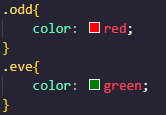 .odd{
    color: red;
}
.eve{
    color: green;
}